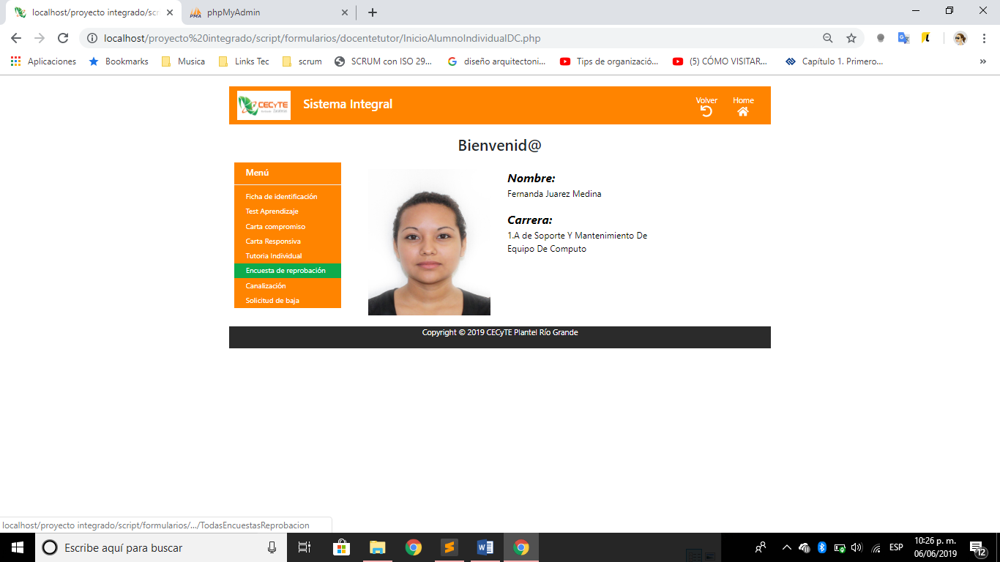 localhost/proyecto integrado/scr
phpMyAdmin
localhost/proyecto%20integrado/script/formularios/docentetutor/InicioAlumnoIndividualDC.php
Aplicaciones
Bookmarks
Musica
Links Tec
scrum
SCRUM con ISO 29...
diseño arquitectoni...
Tips de organizació...
(5) CÓMO VISITAR...
Capítulo 1. Primero...
»
CECyTE
Sistema Integral
Volver
Home
Bienvenid@
Menú
Ficha de identificación
Test Aprendizaje
Carta compromiso
Carta Responsiva
Tutoria Individual
Encuesta de reprobación
Canalización
Solicitud de baja
Nombre:
Fernanda Juarez Medina
Carrera:
1.A de Soporte Y Mantenimiento De
Equipo De Computo
Copyright © 2019 CECyTE Plantel Río Grande
localhost/proyecto integrado/script/formularios/.../TodasEncuestasReprobacion
Escribe aquí para buscar
ESP
10:26 p. m.
06/06/2019
12